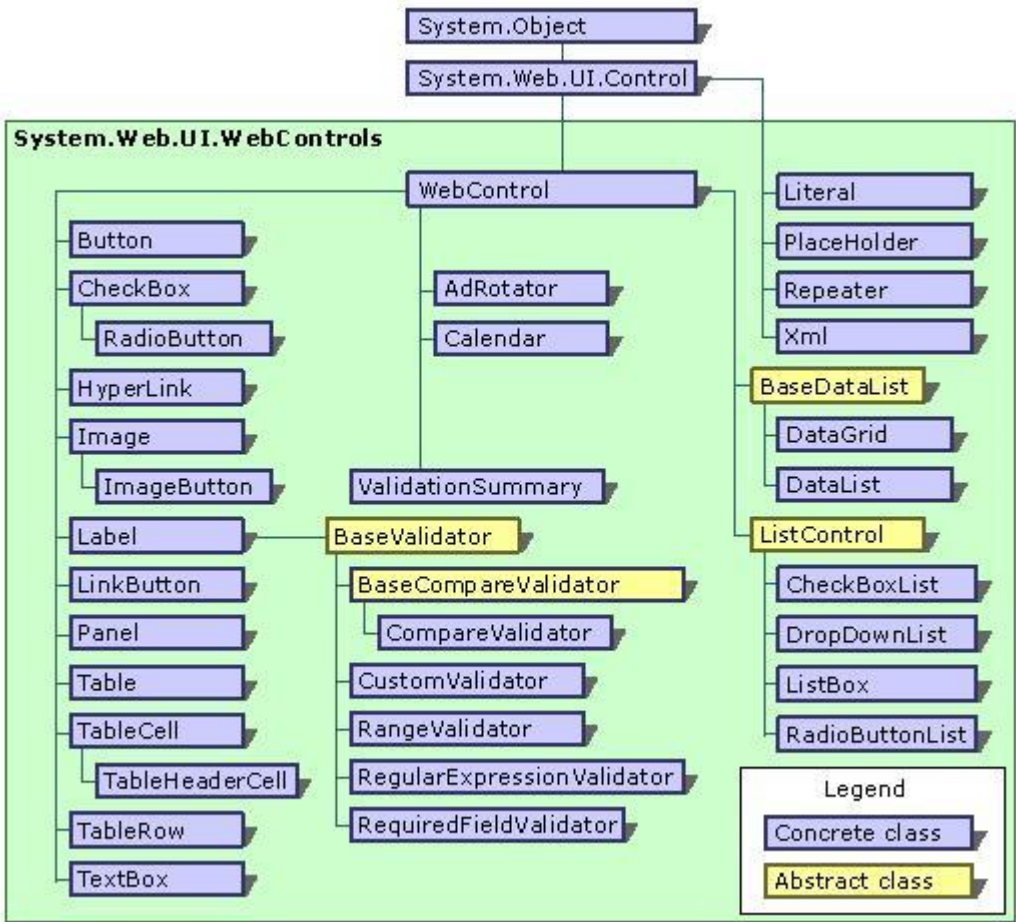 System.Object
System.Web.UI.Control
System.Web.UI.WebControls
WebControl
Button
CheckBox
RadioButton
HyperLink
Image
ImageButton
Label
LinkButton
Panel
Table
TableCell
TableHeaderCell
TableRow
TextBox
AdRotator
Calendar
ValidationSummary
BaseValidator
BaseCompareValidator
CompareValidator
CustomValidator
RangeValidator
RegularExpressionValidator
RequiredFieldValidator
Literal
PlaceHolder
Repeater
Xml
BaseDataList
DataGrid
DataList
ListControl
CheckBoxList
DropDownList
ListBox
RadioButtonList
Legend
Concrete class
Abstract class